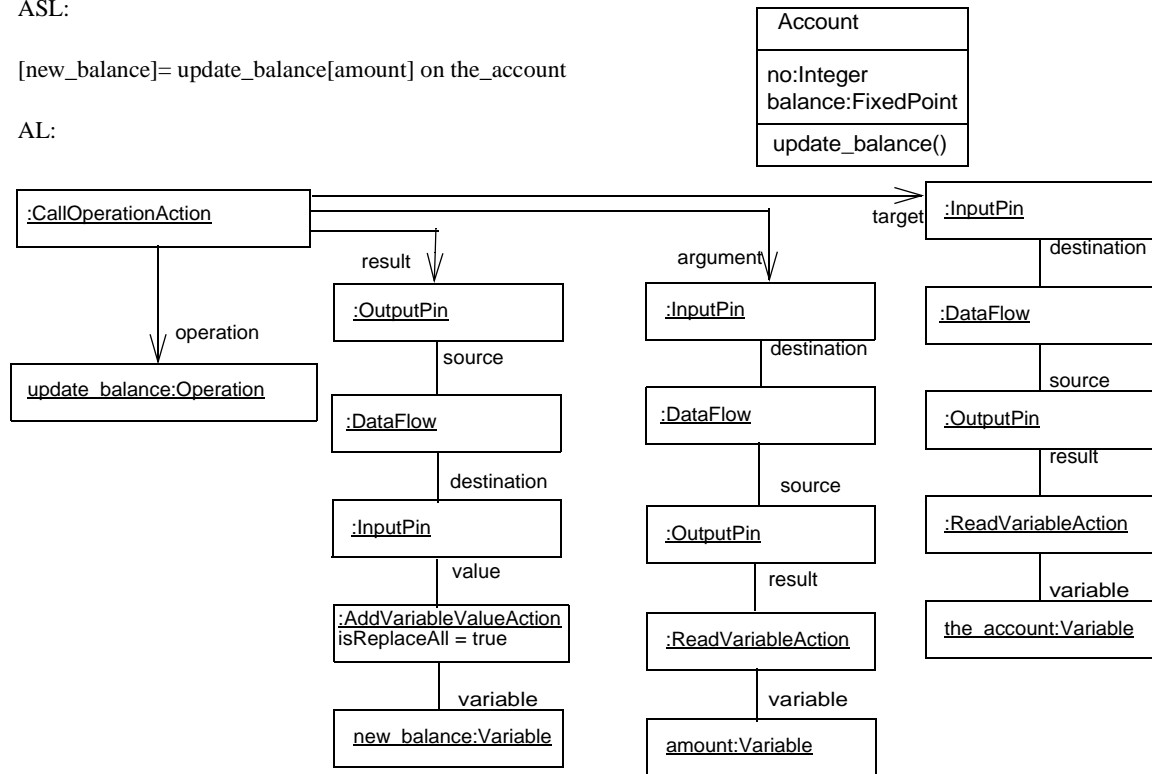 ASL:
[new_balance]= update_balance[amount] on the_account
AL:
Account
no:Integer
balance:FixedPoint
update_balance()
:CallOperationAction
target
:InputPin
destination
result
argument
:OutputPin
:InputPin
:DataFlow
operation
source
destination
update_balance:Operation
source
:DataFlow
:DataFlow
:OutputPin
result
destination
source
:InputPin
:OutputPin
:ReadVariableAction
value
result
variable
:AddVariableValueAction
isReplaceAll = true
:ReadVariableAction
the_account:Variable
variable
variable
new_balance:Variable
amount:Variable